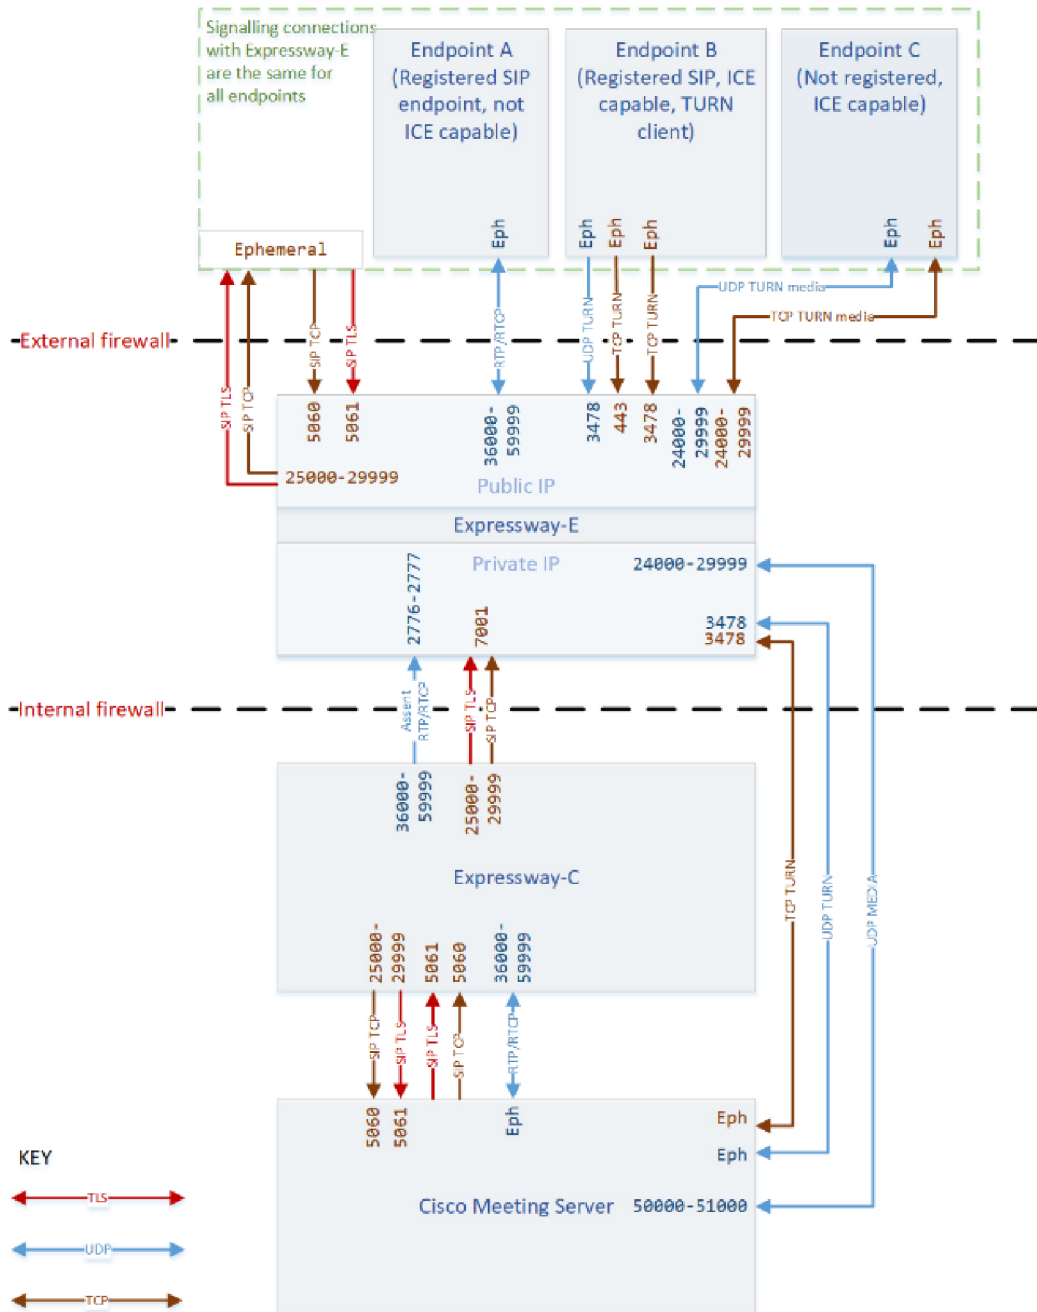 Signalling connections
with Expressway-E
are the same for
all endpoints
Endpoint A
(Registered SIP
endpoint, not
ICE capable)
Endpoint B
(Registered SIP, ICE
capable, TURN
client)
Endpoint C
(Not registered,
ICE capable)
Ephemeral
Eph
Eph
Eph
Eph
Eph
Eph
UDP TURN media
TCP TURN media
External firewall
SIP TLS
SIP TCP
SIP TCP
SIP TLS
RTP/RTCP
UDP TURN
TCP TURN
TCP TURN
5060
5061
36000-
59999
3478
443
3478
24000-
29999
24000-
29999
25000-29999
Public IP
Expressway-E
Private IP
24000-29999
2776-2777
7001
3478
3478
Internal firewall
Assent
RTP/RTCP
SIP TLS
SIP TCP
36000-
59999
25000-
29999
Expressway-C
TCP TURN
UDP TURN
UDP MEDIA
25000-
29999
5061
5060
36000-
59999
SIP TCP
SIP TLS
SIP TLS
SIP TCP
RTP/RTCP
5060
5061
Eph
Eph
Eph
Cisco Meeting Server
50000-51000
KEY
TLS
UDP
TCP